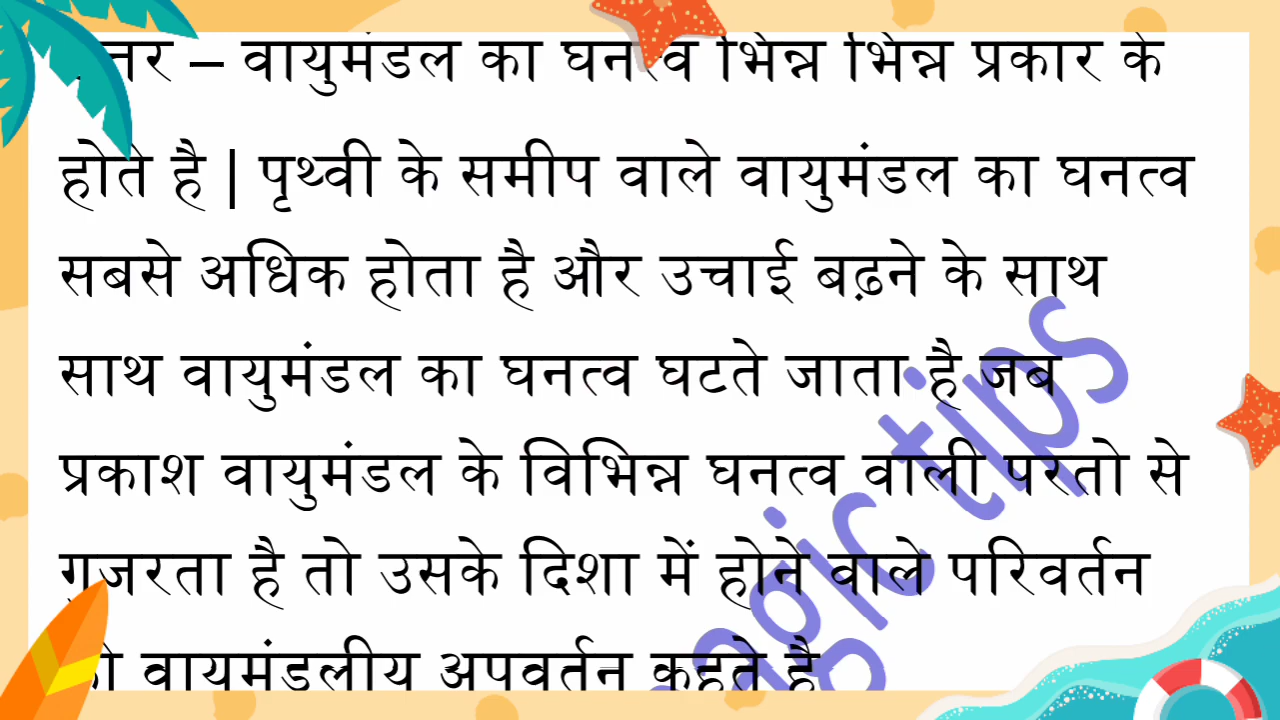 उत्तर – वायुमंडल का घनत्व भिन्न भिन्न प्रकार के
होते है | पृथ्वी के समीप वाले वायुमंडल का घनत्व
सबसे अधिक होता है और उचाई बढ़ने के साथ
साथ वायुमंडल का घनत्व घटते जाता है जब
प्रकाश वायुमंडल के विभिन्न घनत्व वाली परतो से
गुजरता है तो उसके दिशा में होने वाले परिवर्तन
को वायुमंडलीय अपवर्तन कहते है
tips